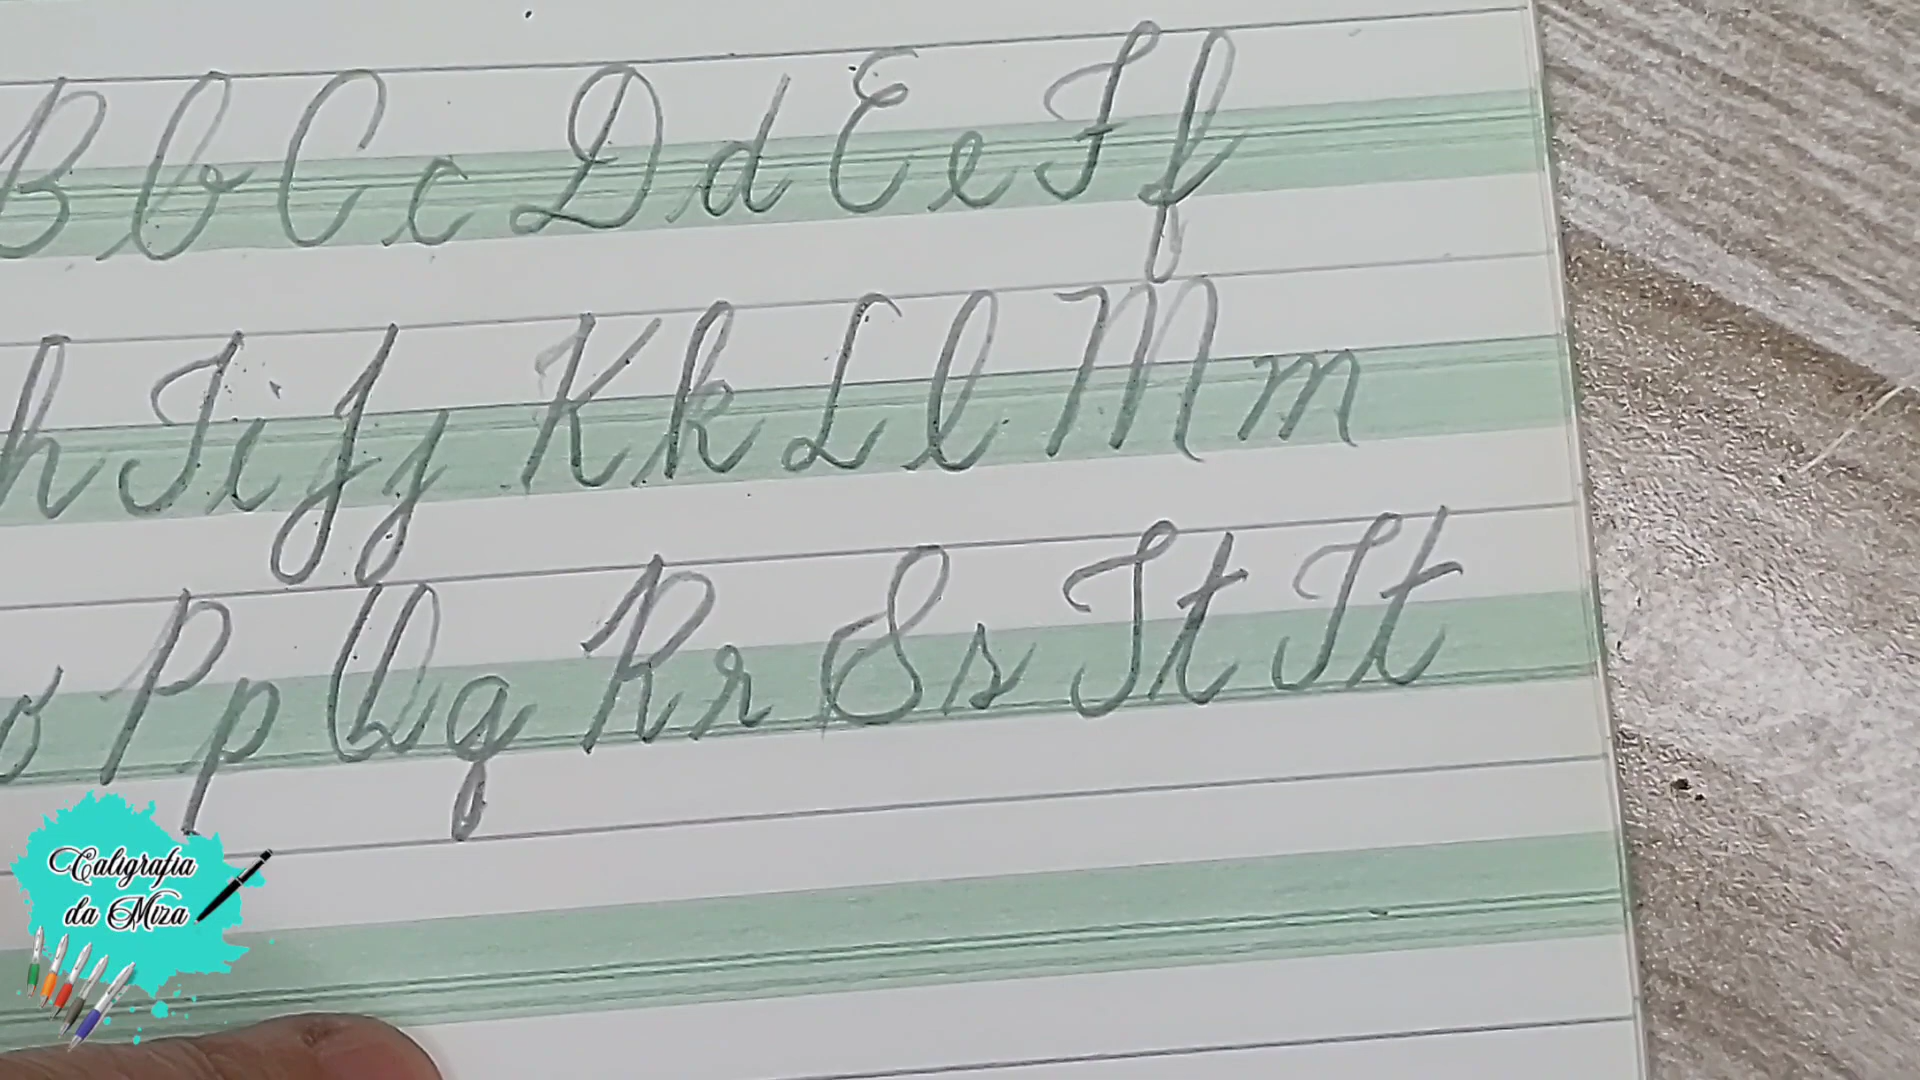 B b C c D d E e F f
h I i J j K k L l M m
o P p Q q R r S s T t T t
Caligrafia
da Miza